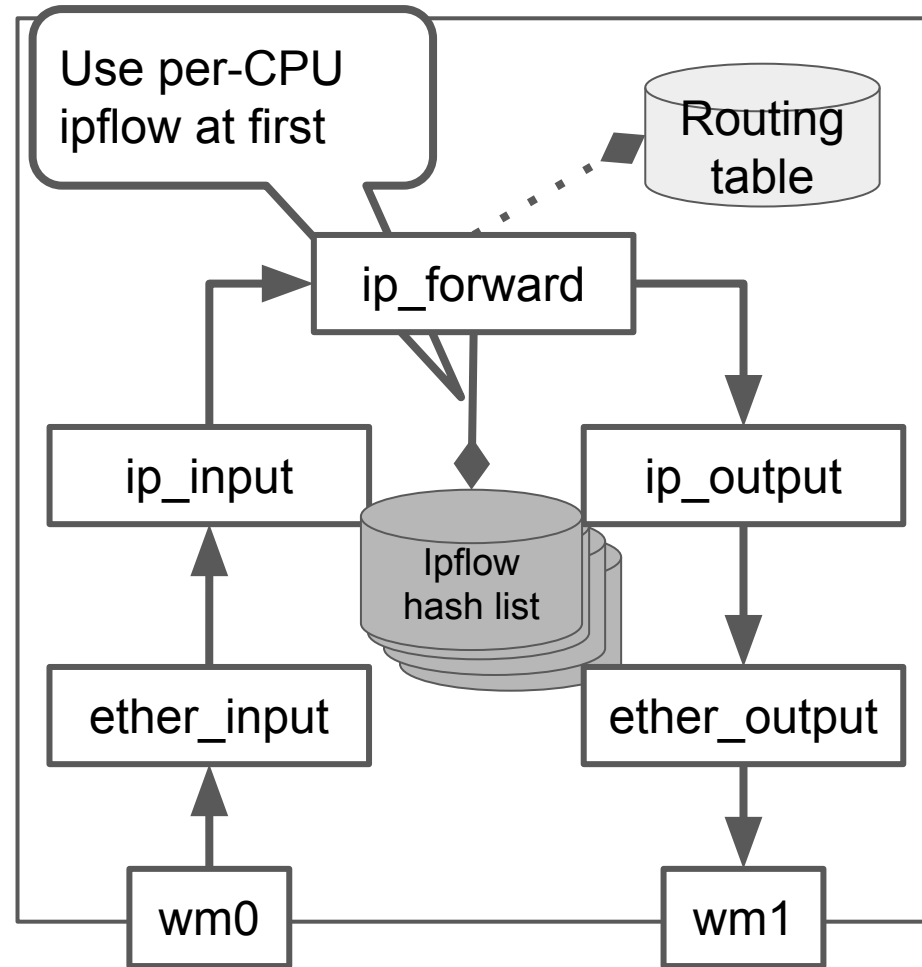 Use per-CPU
ipflow at first
Routing
table
ip_forward
ip_input
ip_output
Ipflow
hash list
ether_input
ether_output
wm0
wm1